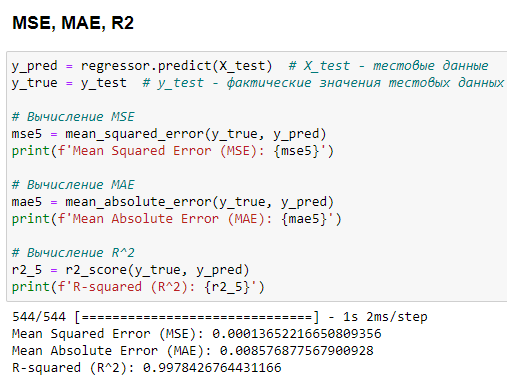 MSE, MAE, R2
y_pred = regressor.predict(X_test)  # X_test - тестовые данные
y_true = y_test  # y_test - фактические значения тестовых данных
# Вычисление MSE
mse5 = mean_squared_error(y_true, y_pred)
print(f'Mean Squared Error (MSE): {mse5}')
# Вычисление MAE
mae5 = mean_absolute_error(y_true, y_pred)
print(f'Mean Absolute Error (MAE): {mae5}')
# Вычисление R^2
r2_5 = r2_score(y_true, y_pred)
print(f'R-squared (R^2): {r2_5}')
544/544 [==============================] - 1s 2ms/step
Mean Squared Error (MSE): 0.00013652216650809356
Mean Absolute Error (MAE): 0.008576877567900928
R-squared (R^2): 0.9978426764431166